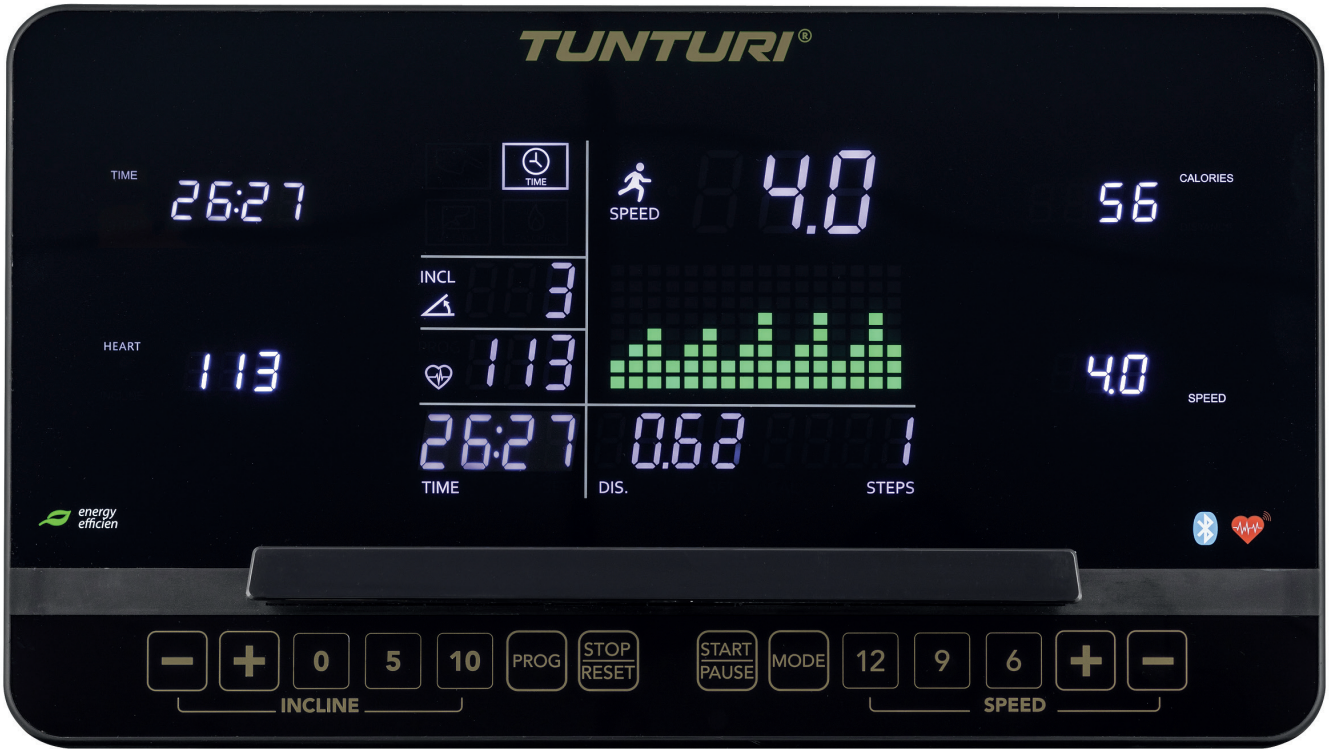 TUNTURI®
TIME
26:27
HEART
113
TIME
INCL
3
113
26:27
TIME
SPEED
4.0
0.62
DIS.
1
STEPS
56
CALORIES
4.0
SPEED
energy
efficien
0
5
10
PROG
STOP
RESET
START
PAUSE
MODE
12
9
6
INCLINE
SPEED